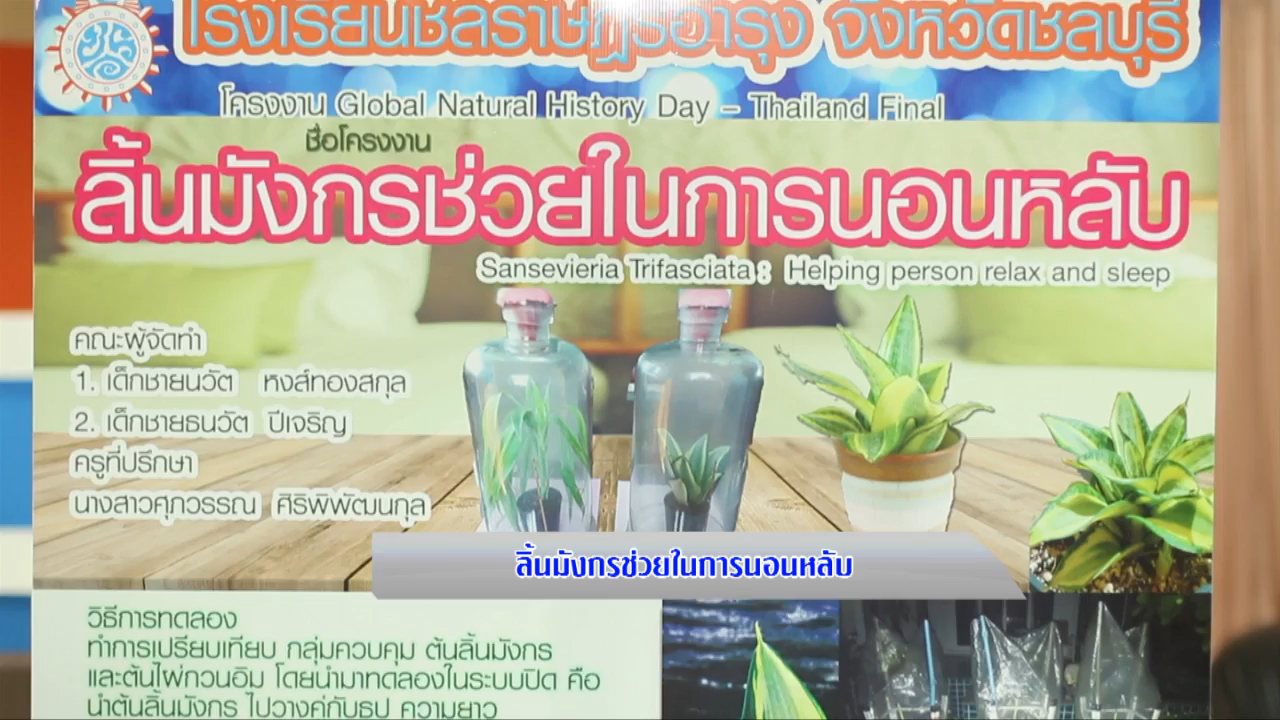 โรงเรียนชลราษฎรอำรุง จังหวัดชลบุรี
โครงงาน Global Natural History Day – Thailand Final
ชื่อโครงงาน
ลิ้นมังกรช่วยในการนอนหลับ
Sansevieria Trifasciata : Helping person relax and sleep
คณะผู้จัดทำ
1. เด็กชายนวัต หงส์ทองสกุล
2. เด็กชายธนวัต ปีเจริญ
ครูที่ปรึกษา
นางสาวศุภวรรณ ศิริพิพัฒนกุล
ลิ้นมังกรช่วยในการนอนหลับ
วิธีการทดลอง
ทำการเปรียบเทียบ กลุ่มควบคุม ต้นลิ้นมังกร
และต้นไผ่กวนอิม โดยนำมาทดลองในระบบปิด คือ
นำต้นลิ้นมังกร ไปวางคู่กับธูป ความยาว